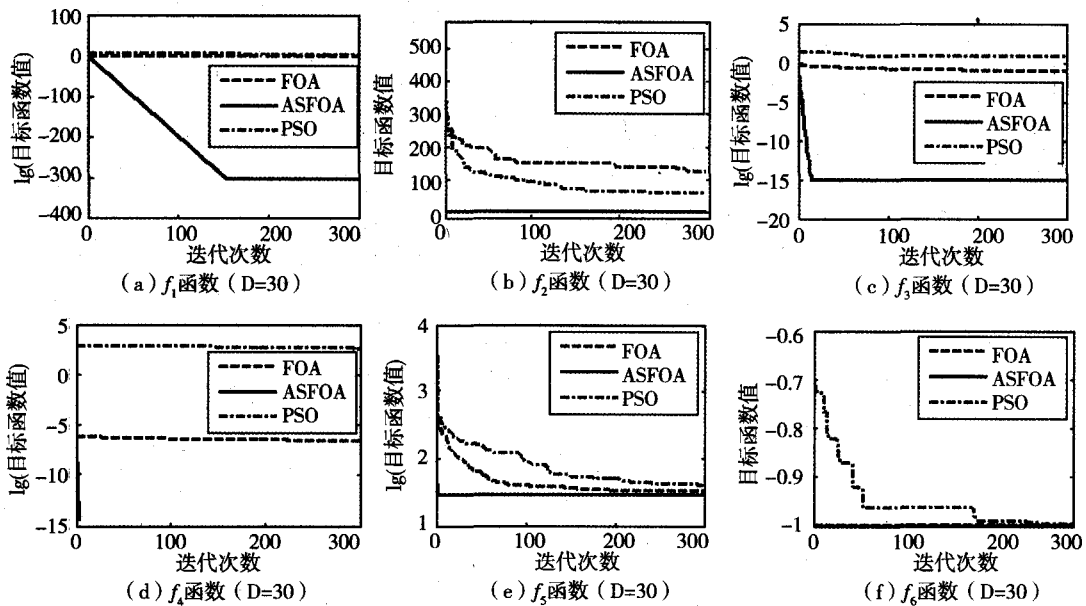 100
0
-100
-200
-300
-400
0
100
200
300
lg(目标函数值)
迭代次数
FOA
ASFOA
PSO
(a) f1函数 (D=30)
500
400
300
200
100
0
0
100
200
300
目标函数值
迭代次数
FOA
ASFOA
PSO
(b) f2函数 (D=30)
5
0
-5
-10
-15
-20
0
100
200
300
lg(目标函数值)
迭代次数
FOA
ASFOA
PSO
(c) f3函数 (D=30)
5
0
-5
-10
-15
0
100
200
300
lg(目标函数值)
迭代次数
FOA
ASFOA
PSO
(d) f4函数 (D=30)
4
3
2
1
0
100
200
300
lg(目标函数值)
迭代次数
FOA
ASFOA
PSO
(e) f5函数 (D=30)
-0.6
-0.7
-0.8
-0.9
-1
0
100
200
300
目标函数值
迭代次数
FOA
ASFOA
PSO
(f) f6函数 (D=30)